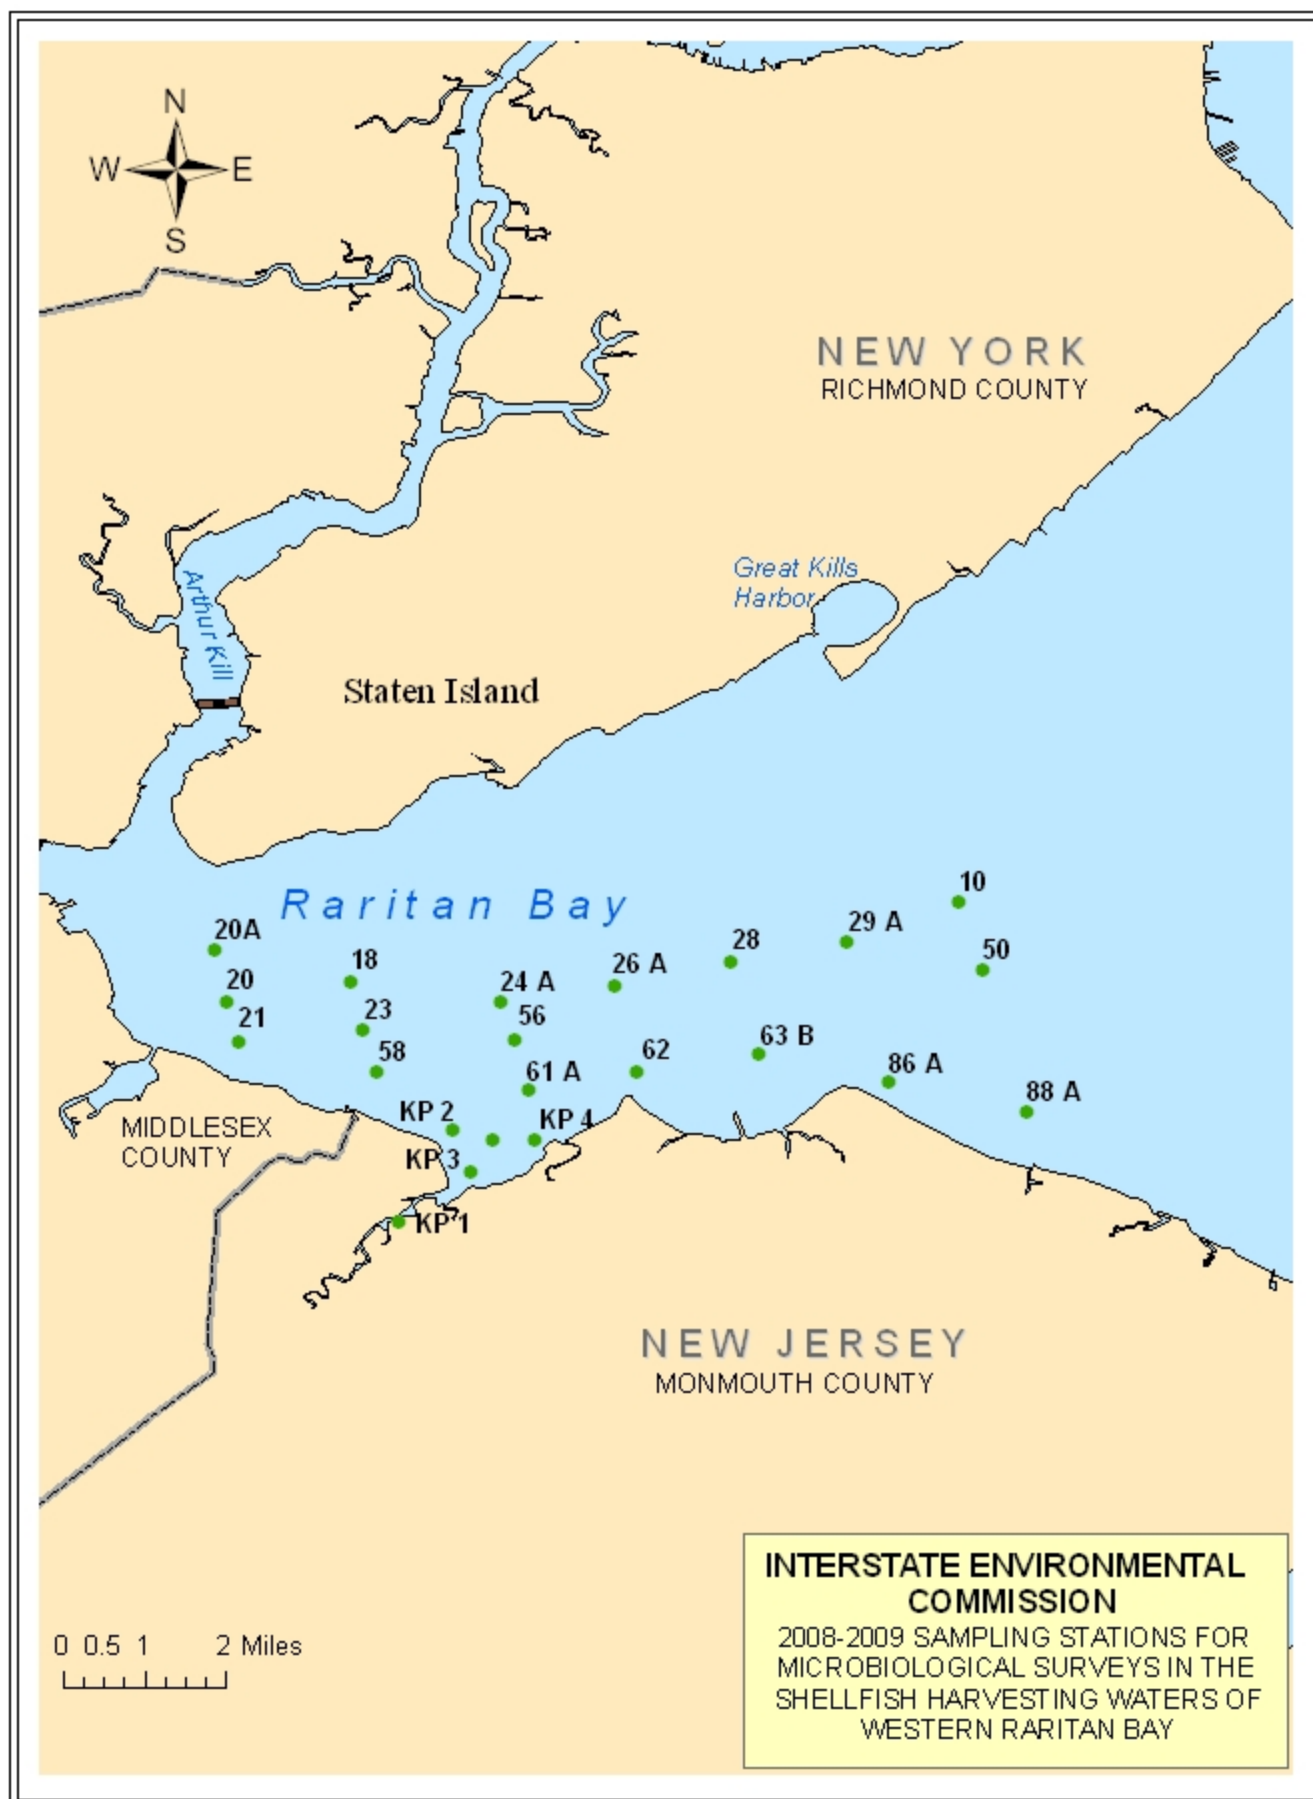 N
W E
S
NEW YORK
RICHMOND COUNTY
Great Kills
Harbor
Arthur Kill
Staten Island
Raritan Bay
10
20A
29 A
28
50
18
26 A
20
24 A
21
23
56
63 B
58
62
61 A
86 A
88 A
KP 2
KP 4
MIDDLESEX
COUNTY
KP 3
KP 1
NEW JERSEY
MONMOUTH COUNTY
INTERSTATE ENVIRONMENTAL
COMMISSION
2008-2009 SAMPLING STATIONS FOR
MICROBIOLOGICAL SURVEYS IN THE
SHELLFISH HARVESTING WATERS OF
WESTERN RARITAN BAY
0 0.5 1 2 Miles